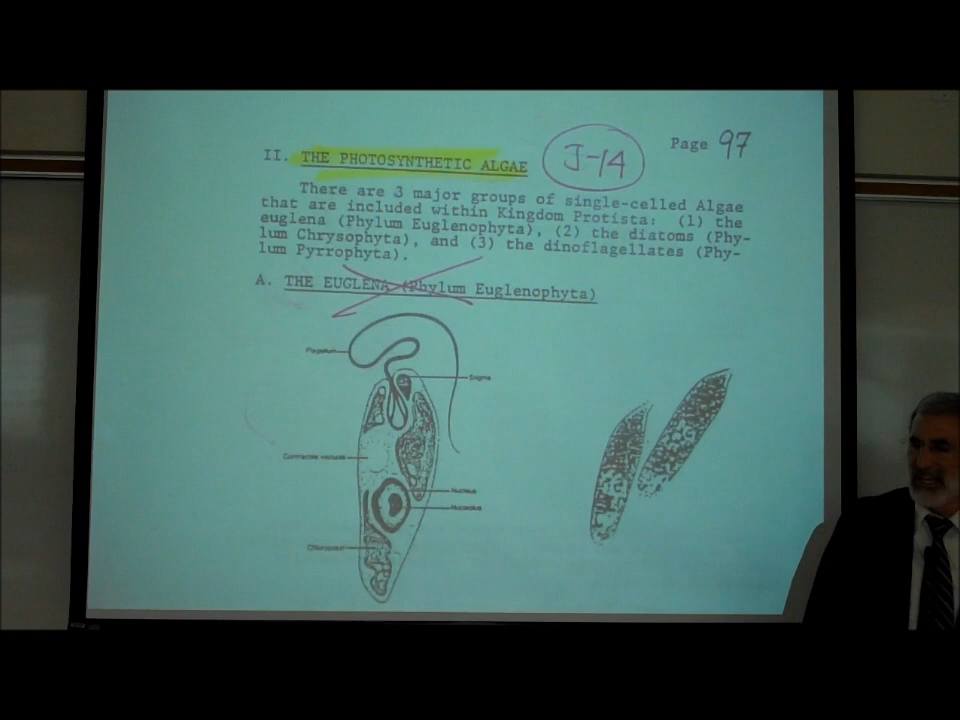 II. THE PHOTOSYNTHETIC ALGAE
J-14
Page 97
There are 3 major groups of single-celled Algae
that are included within Kingdom Protista: (1) the
euglena (Phylum Euglenophyta), (2) the diatoms (Phy-
lum Chrysophyta), and (3) the dinoflagellates (Phy-
lum Pyrrophyta).
A. THE EUGLENA (Phylum Euglenophyta)
Flagellum
Stigma
Contractile vacuole
Nucleus
Nucleolus
Chloroplast